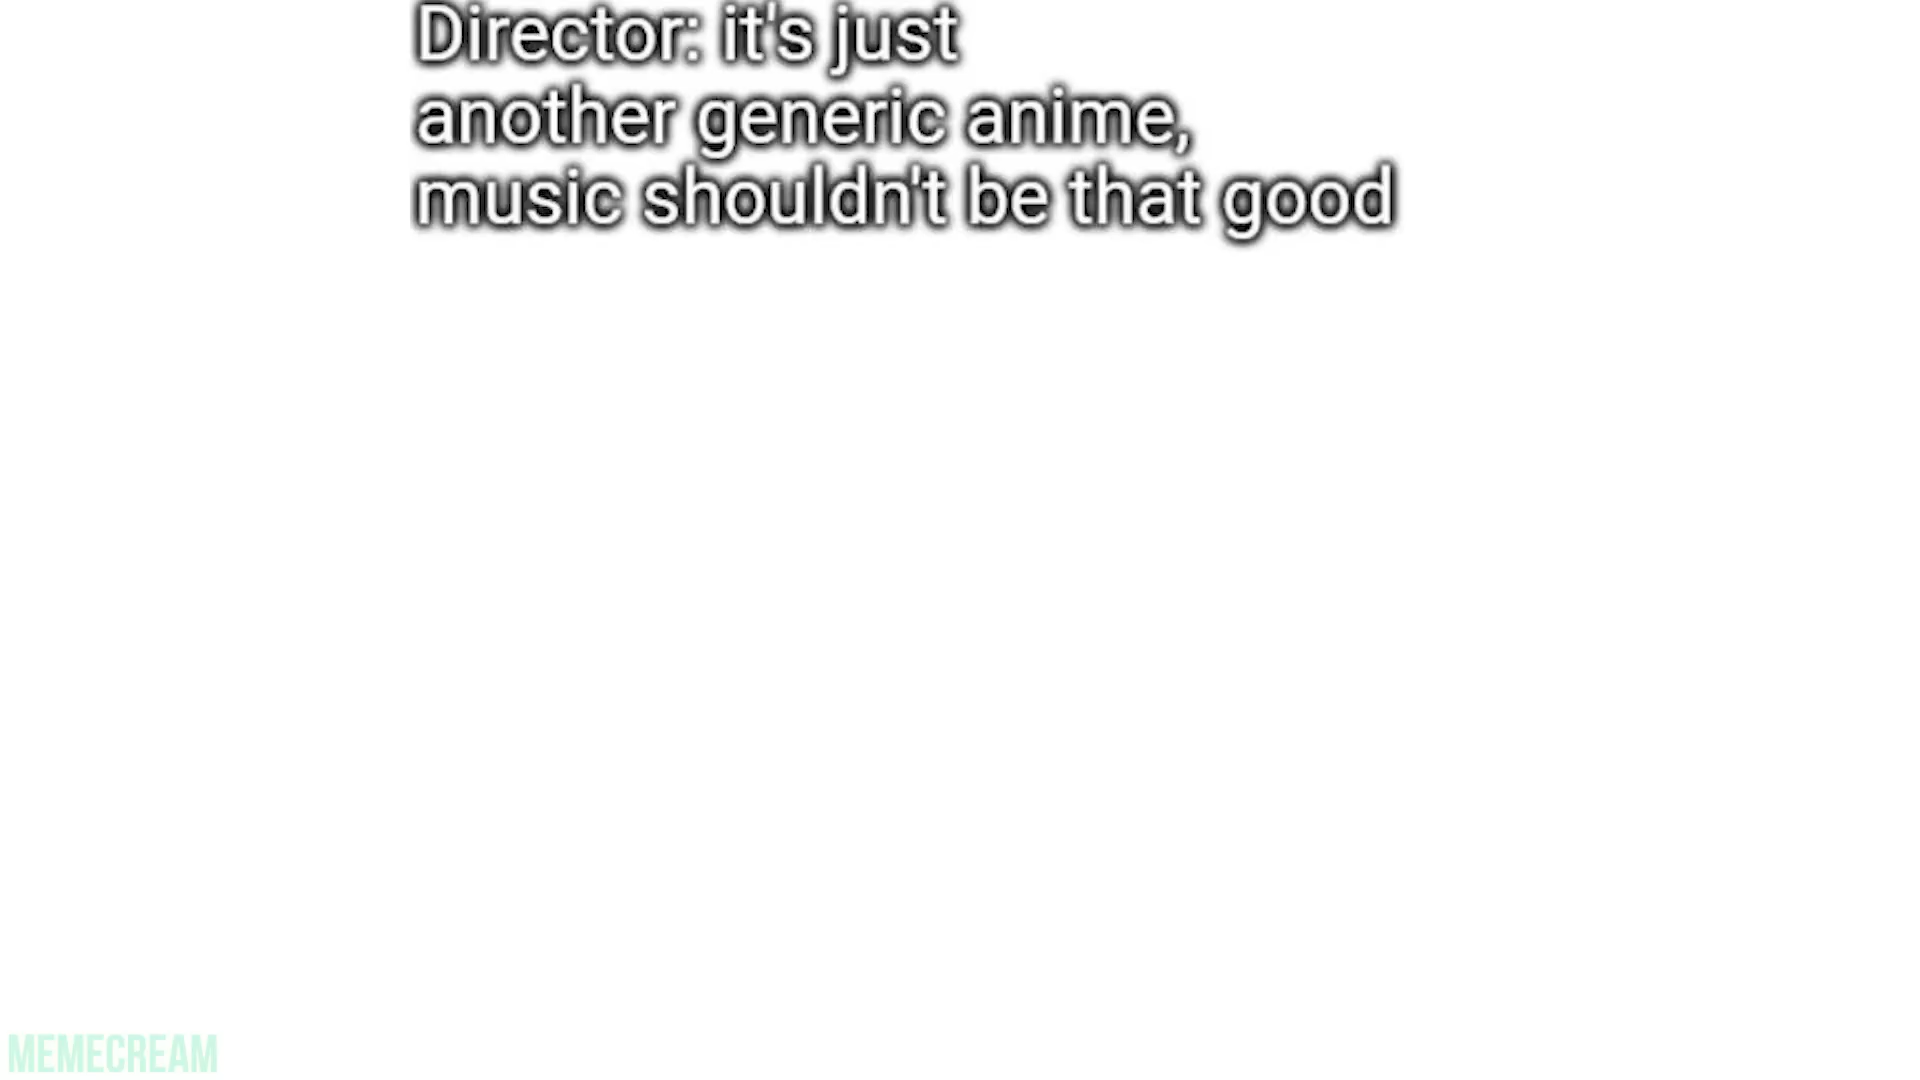 Director: it's just
another generic anime,
music shouldn't be that good
MEMECREAM